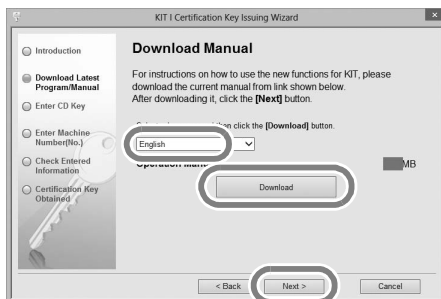 KIT I Certification Key Issuing Wizard
Introduction
Download Latest
Program/Manual
Enter CD Key
Enter Machine
Number(No.)
Check Entered
Information
Certification Key
Obtained
Download Manual
For instructions on how to use the new functions for KIT, please
download the current manual from link shown below.
After downloading it, click the [Next] button.
then click the [Download] button.
English
MB
Download
< Back
Next >
Cancel